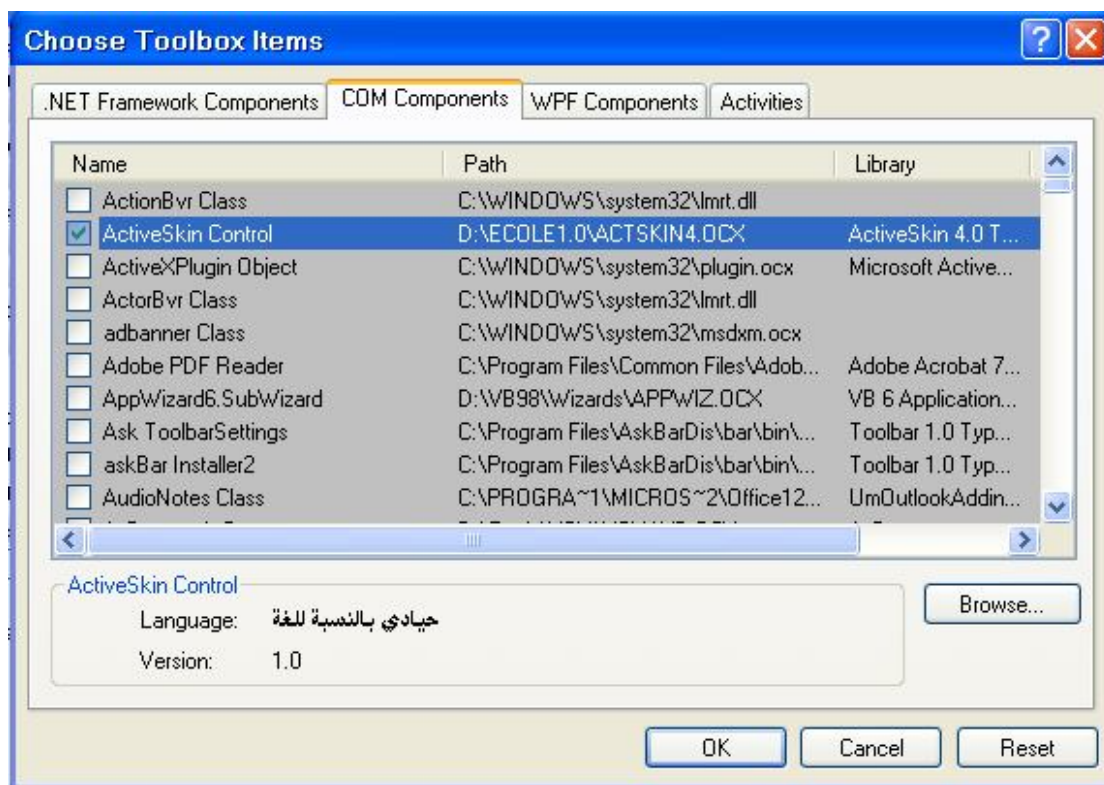 Choose Toolbox Items
.NET Framework Components COM Components WPF Components Activities
Name Path Library
ActionBvr Class C:\WINDOWS\system32\lmrt.dll
ActiveSkin Control D:\ECOLE1.0\ACTSKIN4.OCX ActiveSkin 4.0 T...
ActiveXPlugin Object C:\WINDOWS\system32\plugin.ocx Microsoft Active...
ActorBvr Class C:\WINDOWS\system32\lmrt.dll
adbanner Class C:\WINDOWS\system32\msdxm.ocx
Adobe PDF Reader C:\Program Files\Common Files\Adob... Adobe Acrobat 7...
AppWizard6.SubWizard D:\VB98\Wizards\APPWIZ.OCX VB 6 Application...
Ask ToolbarSettings C:\Program Files\AskBarDis\bar\bin\... Toolbar 1.0 Typ...
askBar Installer2 C:\Program Files\AskBarDis\bar\bin\... Toolbar 1.0 Typ...
AudioNotes Class C:\PROGRA~1\MICROS~2\Office12... UmOutlookAddin...
ActiveSkin Control
Browse...
Language: حيادي بالنسبة للغة
Version: 1.0
OK Cancel Reset